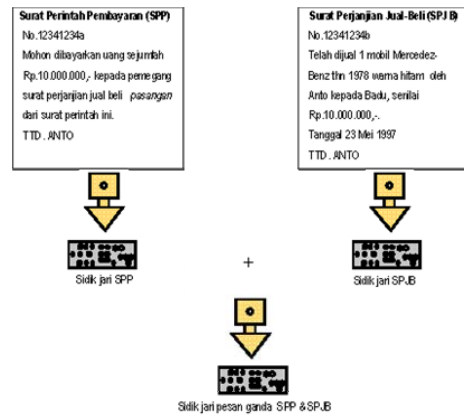 Surat Perintah Pembayaran (SPP)
No.12341234a
Mohon dibayarkan uang sejumlah
Rp.10.000.000,- kepada pemegang
surat perjanjian jual beli pasangan
dari surat perintah ini.
TTD. ANTO
Surat Perjanjian Jual-Beli (SPJB)
No.12341234b
Telah dijual 1 mobil Mercedez-
Benz thn 1978 warna hitam oleh
Anto kepada Badu, senilai
Rp.10.000.000,-.
Tanggal 23 Mei 1997
TTD. ANTO
Sidik jari SPP
+
Sidik jari SPJB
Sidik jari pesan ganda SPP & SPJB